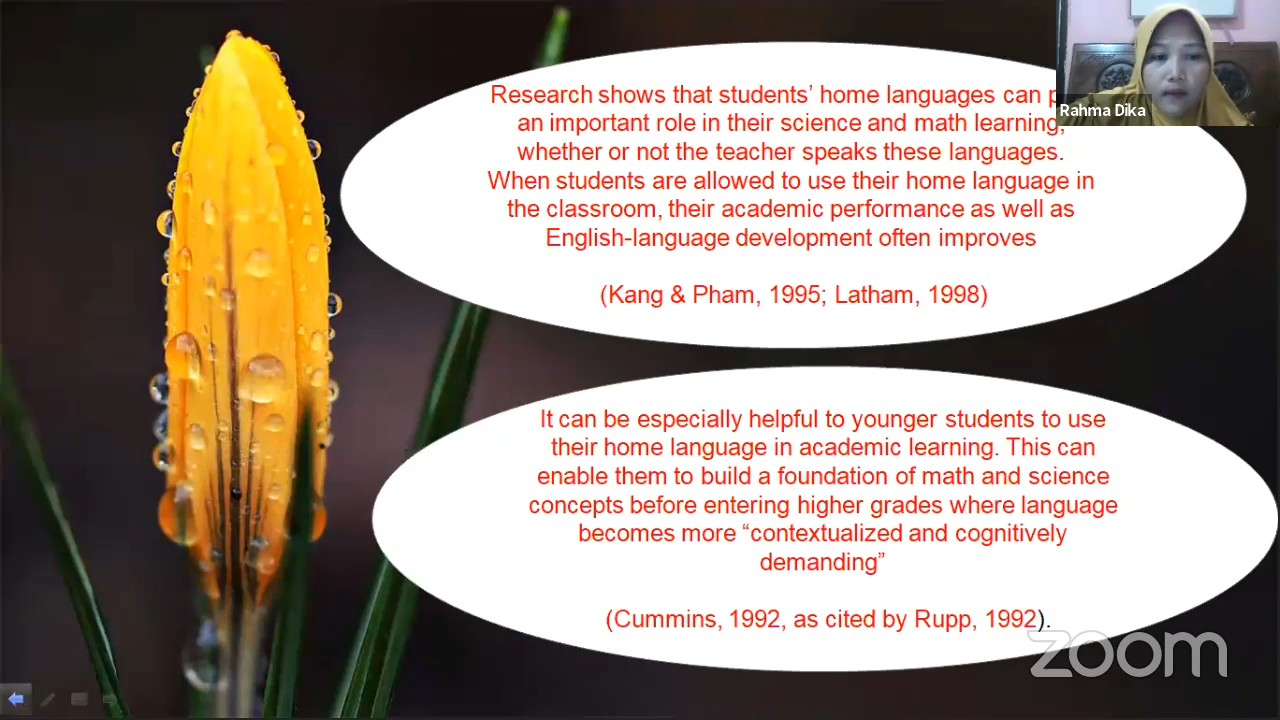 Research shows that students’ home languages can
an important role in their science and math learning,
whether or not the teacher speaks these languages.
When students are allowed to use their home language in
the classroom, their academic performance as well as
English-language development often improves
(Kang & Pham, 1995; Latham, 1998)
Rahma Dika
It can be especially helpful to younger students to use
their home language in academic learning. This can
enable them to build a foundation of math and science
concepts before entering higher grades where language
becomes more “contextualized and cognitively
demanding”
(Cummins, 1992, as cited by Rupp, 1992).
zoom